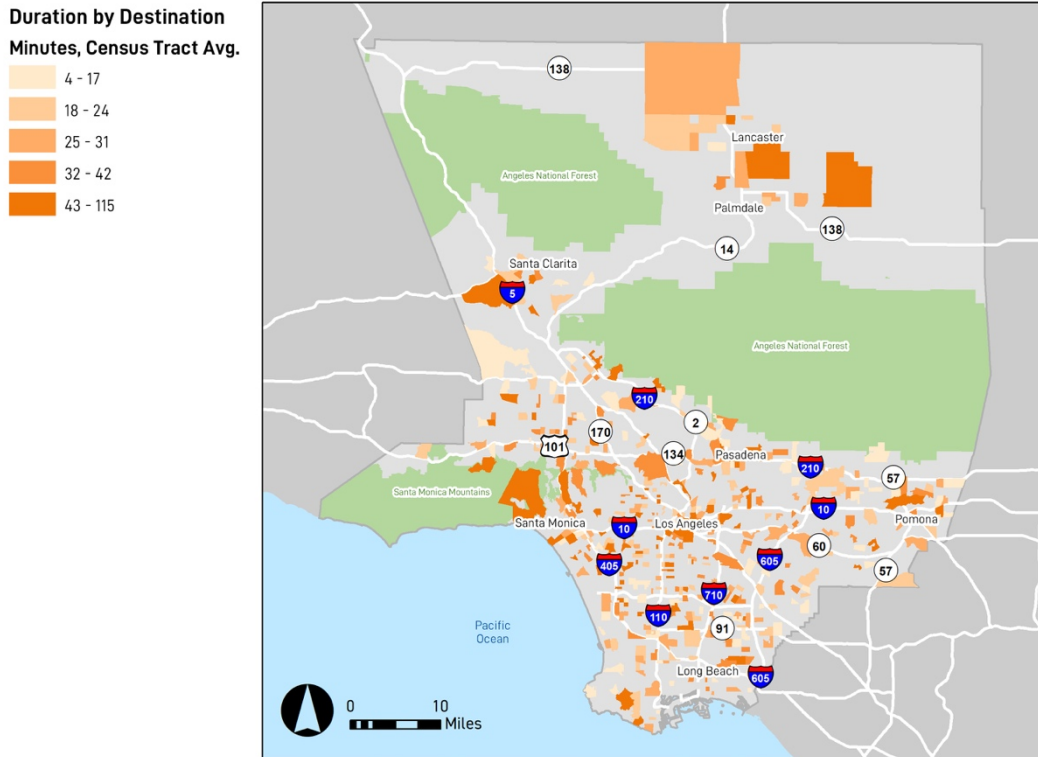 Duration by Destination
Minutes, Census Tract Avg.
4 - 17
18 - 24
25 - 31
32 - 42
43 - 115
138
Lancaster
Angeles National Forest
Palmdale
138
14
Santa Clarita
5
Angeles National Forest
210
2
170
101
134
Pasadena
210
57
Santa Monica Mountains
10
Pomona
Santa Monica
10
Los Angeles
60
405
605
57
710
110
91
Pacific
Ocean
Long Beach
605
0 10
Miles